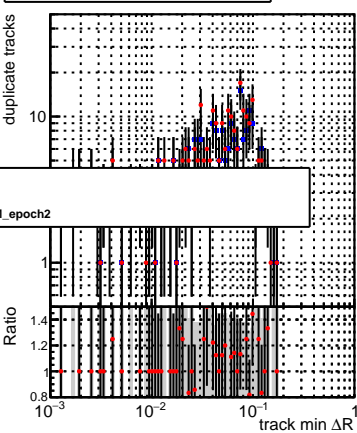 duplicate tracks
10
l_epoch2
1
Ratio
1.4
1.2
1
0.8
10⁻³ 10⁻² 10⁻¹ 1
track min ΔR